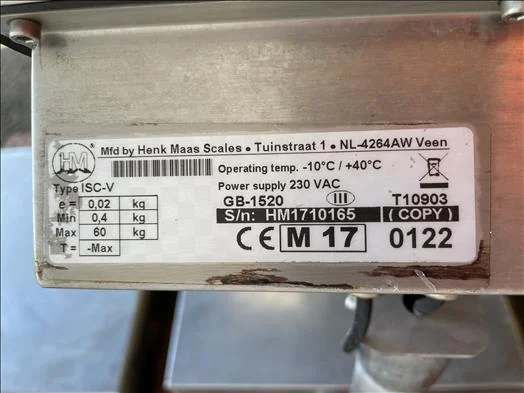 HM
Mfd by Henk Maas Scales • Tuinstraat 1 • NL-4264AW Veen
Operating temp. -10°C / +40°C
Type ISC-V
Power supply 230 VAC
e = 0,02 kg
GB-1520 III T10903
Min 0,4 kg
S/n: HM1710165 ( COPY )
Max 60 kg
CE M 17 0122
T = -Max